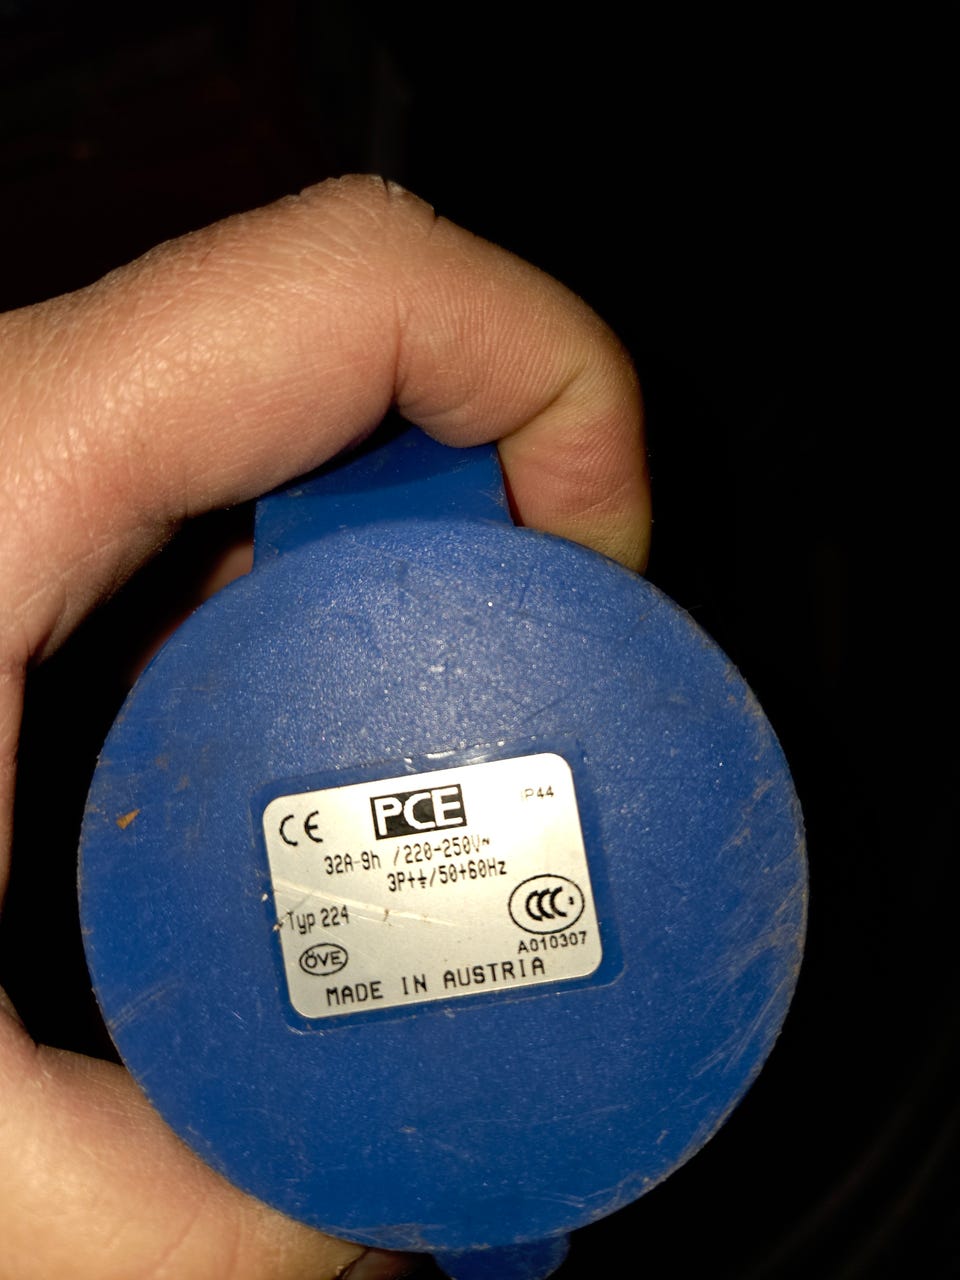 CE PCE IP44
32A-9h /220-250V~
3P+⏚/50+60Hz
Typ 224 CCC
A010307
ÖVE
MADE IN AUSTRIA